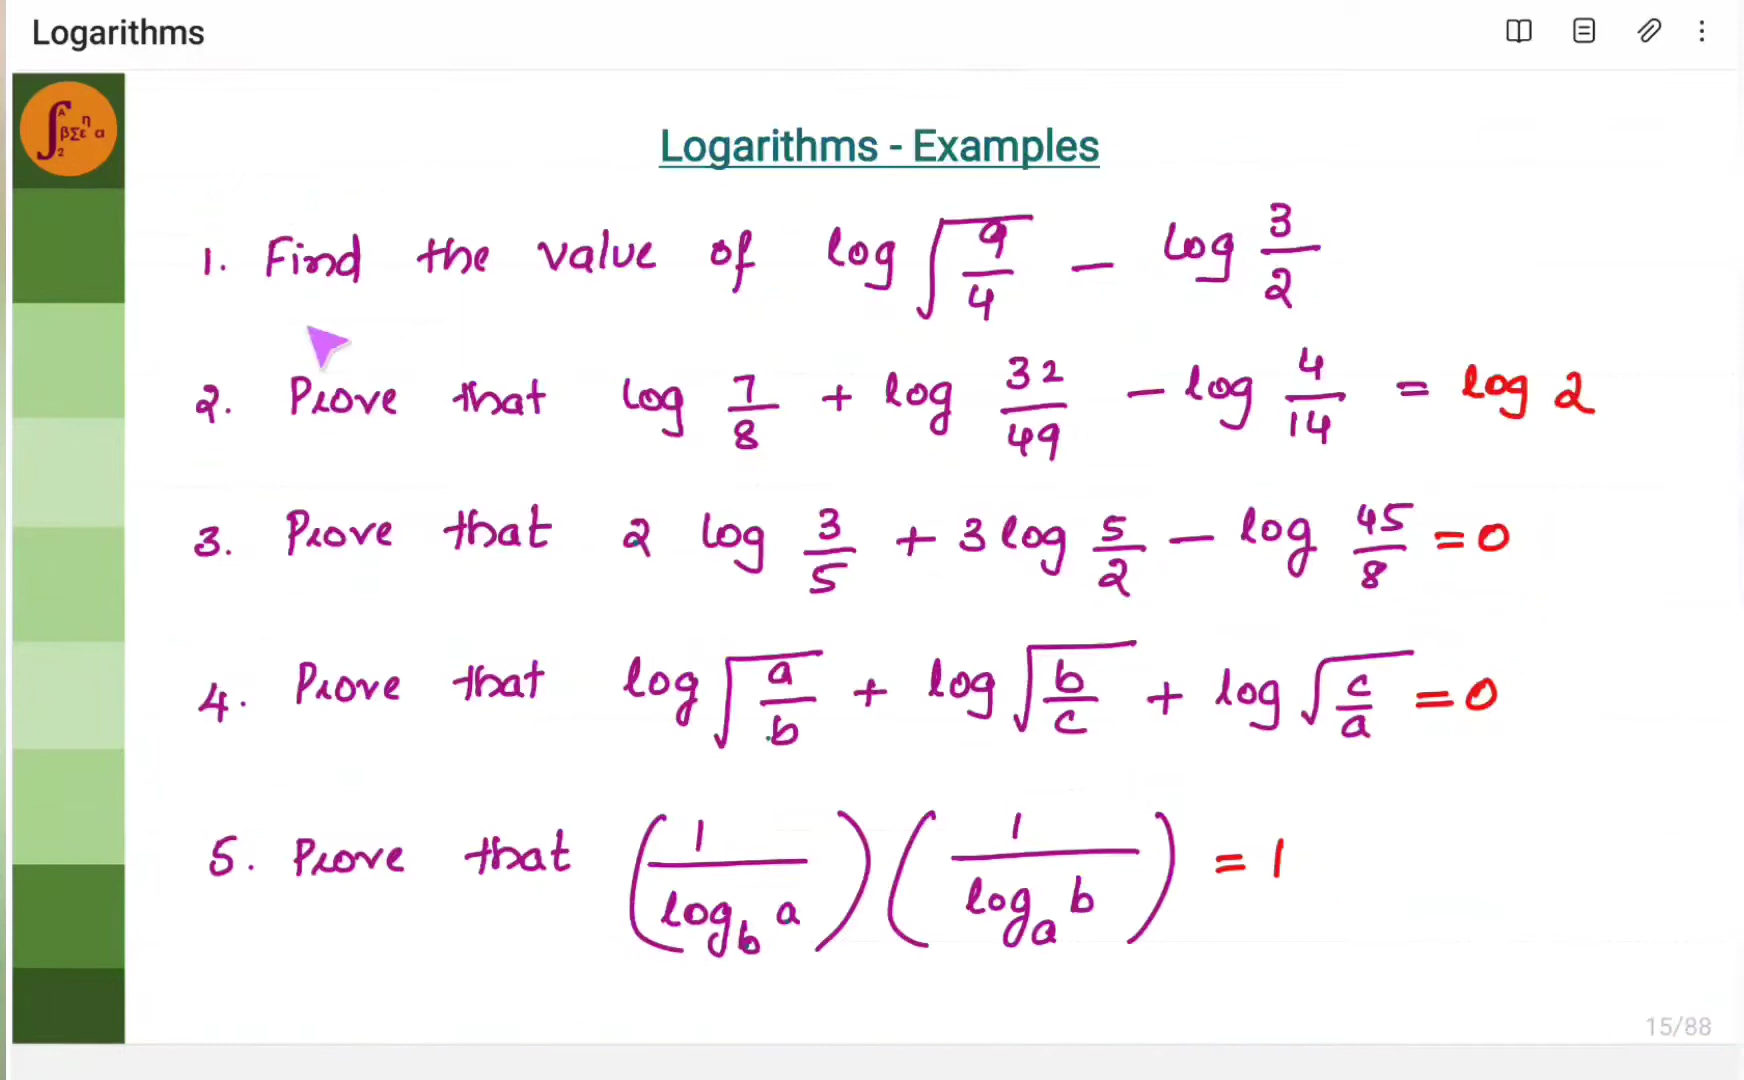 Logarithms
Logarithms - Examples
1. Find the value of log √(9/4) − log 3/2
2. Prove that log 7/8 + log 32/49 − log 4/14 = log 2
3. Prove that 2 log 3/5 + 3 log 5/2 − log 45/8 = 0
4. Prove that log √(a/b) + log √(b/c) + log √(c/a) = 0
5. Prove that (1/log_b a) (1/log_a b) = 1
15/88